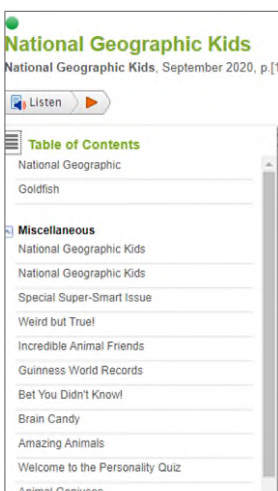 National Geographic Kids
National Geographic Kids, September 2020, p.[1
Listen
Table of Contents
National Geographic
Goldfish
Miscellaneous
National Geographic Kids
National Geographic Kids
Special Super-Smart Issue
Weird but True!
Incredible Animal Friends
Guinness World Records
Bet You Didn't Know!
Brain Candy
Amazing Animals
Welcome to the Personality Quiz
Animal Geniuses